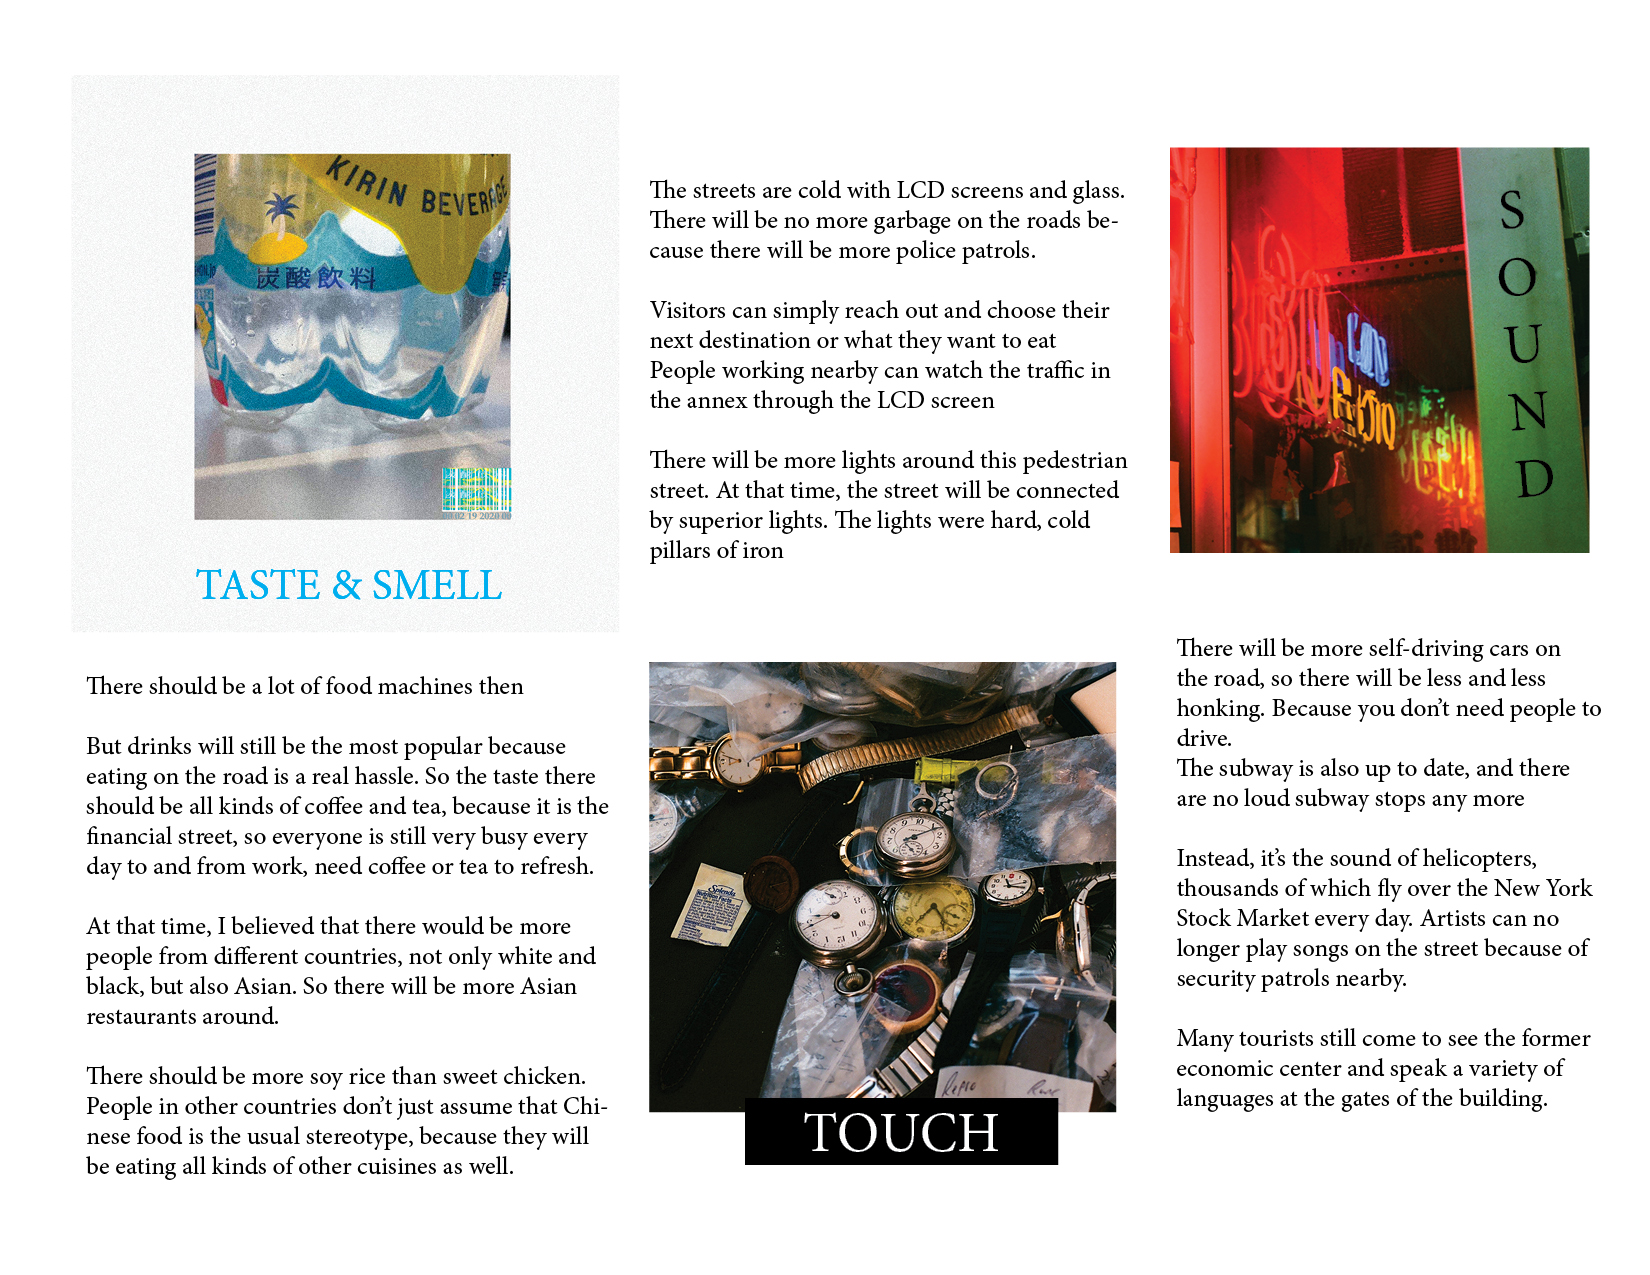 KIRIN BEVERAGE
炭酸飲料
02 19 2020
TASTE & SMELL
There should be a lot of food machines then
But drinks will still be the most popular because
eating on the road is a real hassle. So the taste there
should be all kinds of coffee and tea, because it is the
financial street, so everyone is still very busy every
day to and from work, need coffee or tea to refresh.
At that time, I believed that there would be more
people from different countries, not only white and
black, but also Asian. So there will be more Asian
restaurants around.
There should be more soy rice than sweet chicken.
People in other countries don't just assume that Chi-
nese food is the usual stereotype, because they will
be eating all kinds of other cuisines as well.
The streets are cold with LCD screens and glass.
There will be no more garbage on the roads be-
cause there will be more police patrols.
Visitors can simply reach out and choose their
next destination or what they want to eat
People working nearby can watch the traffic in
the annex through the LCD screen
There will be more lights around this pedestrian
street. At that time, the street will be connected
by superior lights. The lights were hard, cold
pillars of iron
Splenda
Nutrition Facts
TOUCH
SOUND
There will be more self-driving cars on
the road, so there will be less and less
honking. Because you don't need people to
drive.
The subway is also up to date, and there
are no loud subway stops any more
Instead, it's the sound of helicopters,
thousands of which fly over the New York
Stock Market every day. Artists can no
longer play songs on the street because of
security patrols nearby.
Many tourists still come to see the former
economic center and speak a variety of
languages at the gates of the building.